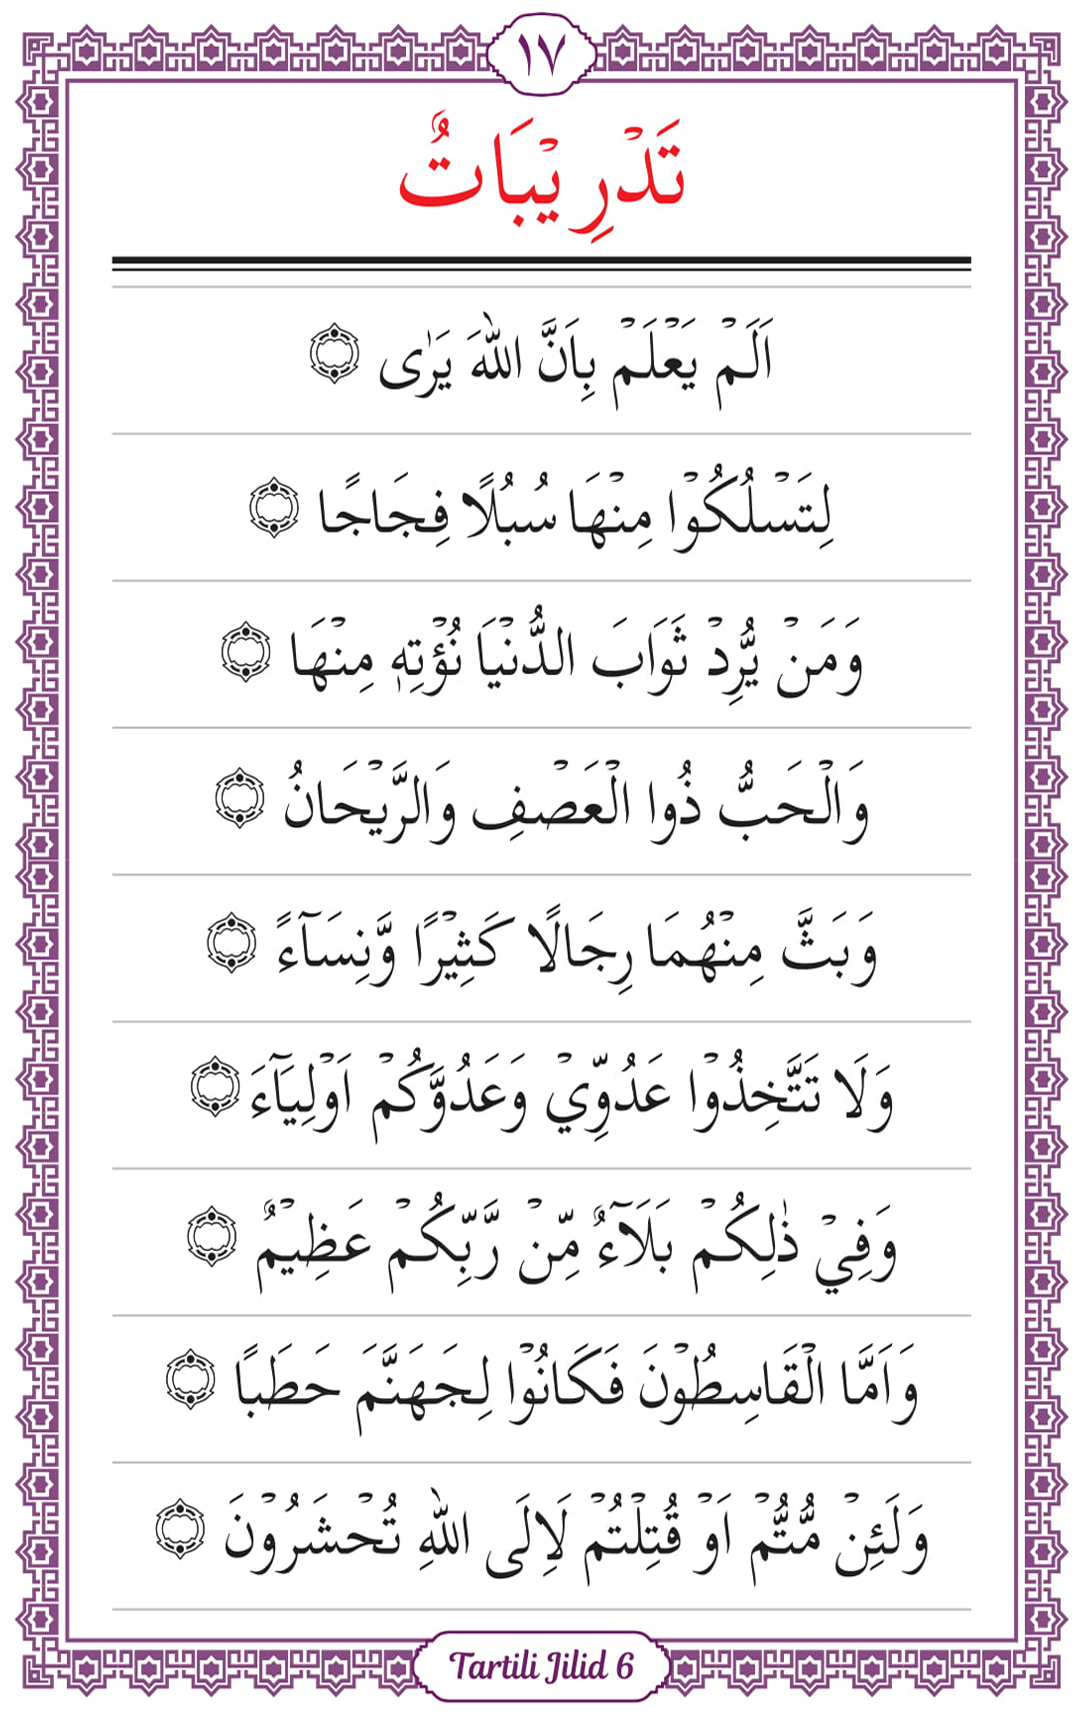 ١٧
تَدْرِيْبَاتٌ
اَلَمْ يَعْلَمْ بِاَنَّ اللّٰهَ يَرٰى ۝
لِتَسْلُكُوْا مِنْهَا سُبُلًا فِجَاجًا ۝
وَمَنْ يُّرِدْ ثَوَابَ الدُّنْيَا نُؤْتِهٖ مِنْهَا ۝
وَالْحَبُّ ذُوا الْعَصْفِ وَالرَّيْحَانُ ۝
وَبَثَّ مِنْهُمَا رِجَالًا كَثِيْرًا وَّنِسَآءً ۝
وَلَا تَتَّخِذُوْا عَدُوِّيْ وَعَدُوَّكُمْ اَوْلِيَآءَ ۝
وَفِيْ ذٰلِكُمْ بَلَآءٌ مِّنْ رَّبِّكُمْ عَظِيْمٌ ۝
وَاَمَّا الْقَاسِطُوْنَ فَكَانُوْا لِجَهَنَّمَ حَطَبًا ۝
وَلَئِنْ مُّتُّمْ اَوْ قُتِلْتُمْ لَاِلَى اللّٰهِ تُحْشَرُوْنَ ۝
Tartili Jilid 6